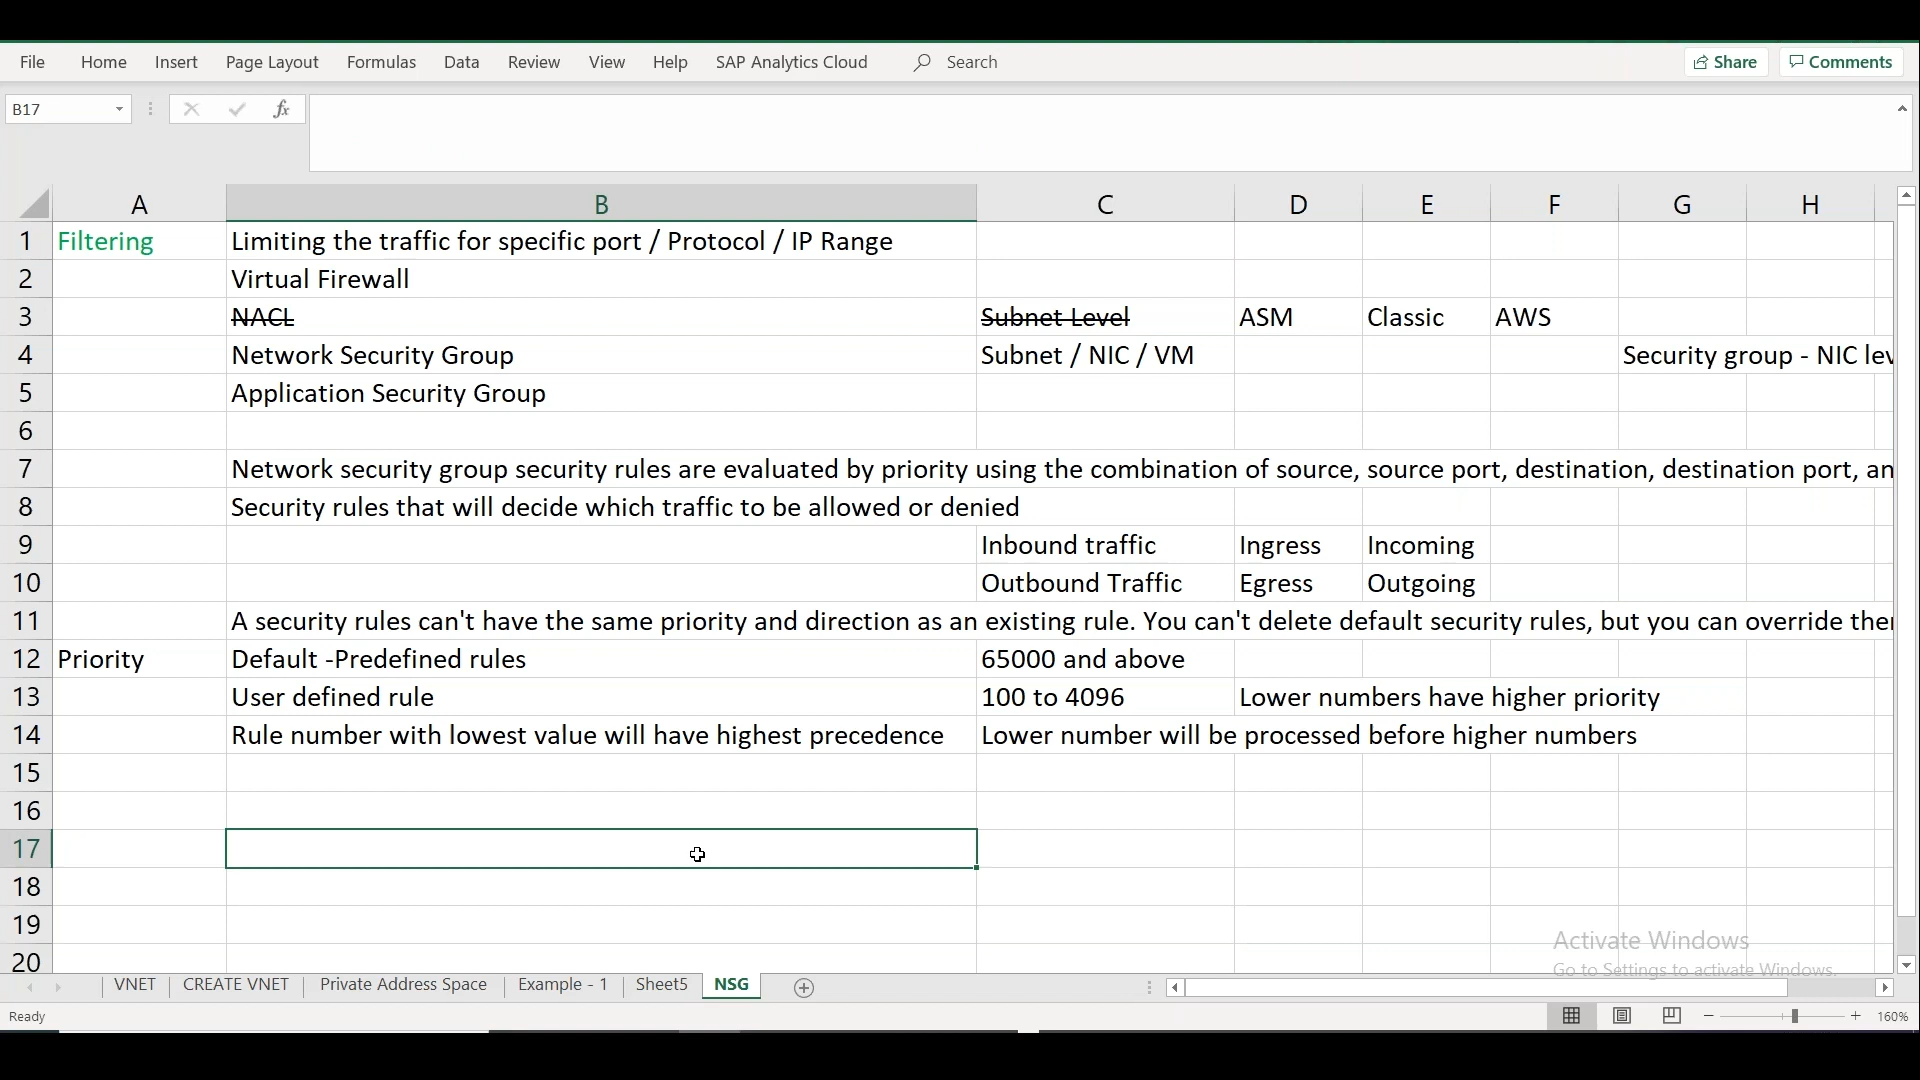 File Home Insert Page Layout Formulas Data Review View Help SAP Analytics Cloud Search Share Comments
B17 fx
A B C D E F G H
1 Filtering Limiting the traffic for specific port / Protocol / IP Range
2 Virtual Firewall
3 NACL Subnet Level ASM Classic AWS
4 Network Security Group Subnet / NIC / VM Security group - NIC lev
5 Application Security Group
6
7 Network security group security rules are evaluated by priority using the combination of source, source port, destination, destination port, an
8 Security rules that will decide which traffic to be allowed or denied
9 Inbound traffic Ingress Incoming
10 Outbound Traffic Egress Outgoing
11 A security rules can't have the same priority and direction as an existing rule. You can't delete default security rules, but you can override ther
12 Priority Default -Predefined rules 65000 and above
13 User defined rule 100 to 4096 Lower numbers have higher priority
14 Rule number with lowest value will have highest precedence Lower number will be processed before higher numbers
15
16
17
18
19
20
Activate Windows
Go to Settings to activate Windows.
VNET CREATE VNET Private Address Space Example - 1 Sheet5 NSG
Ready 160%